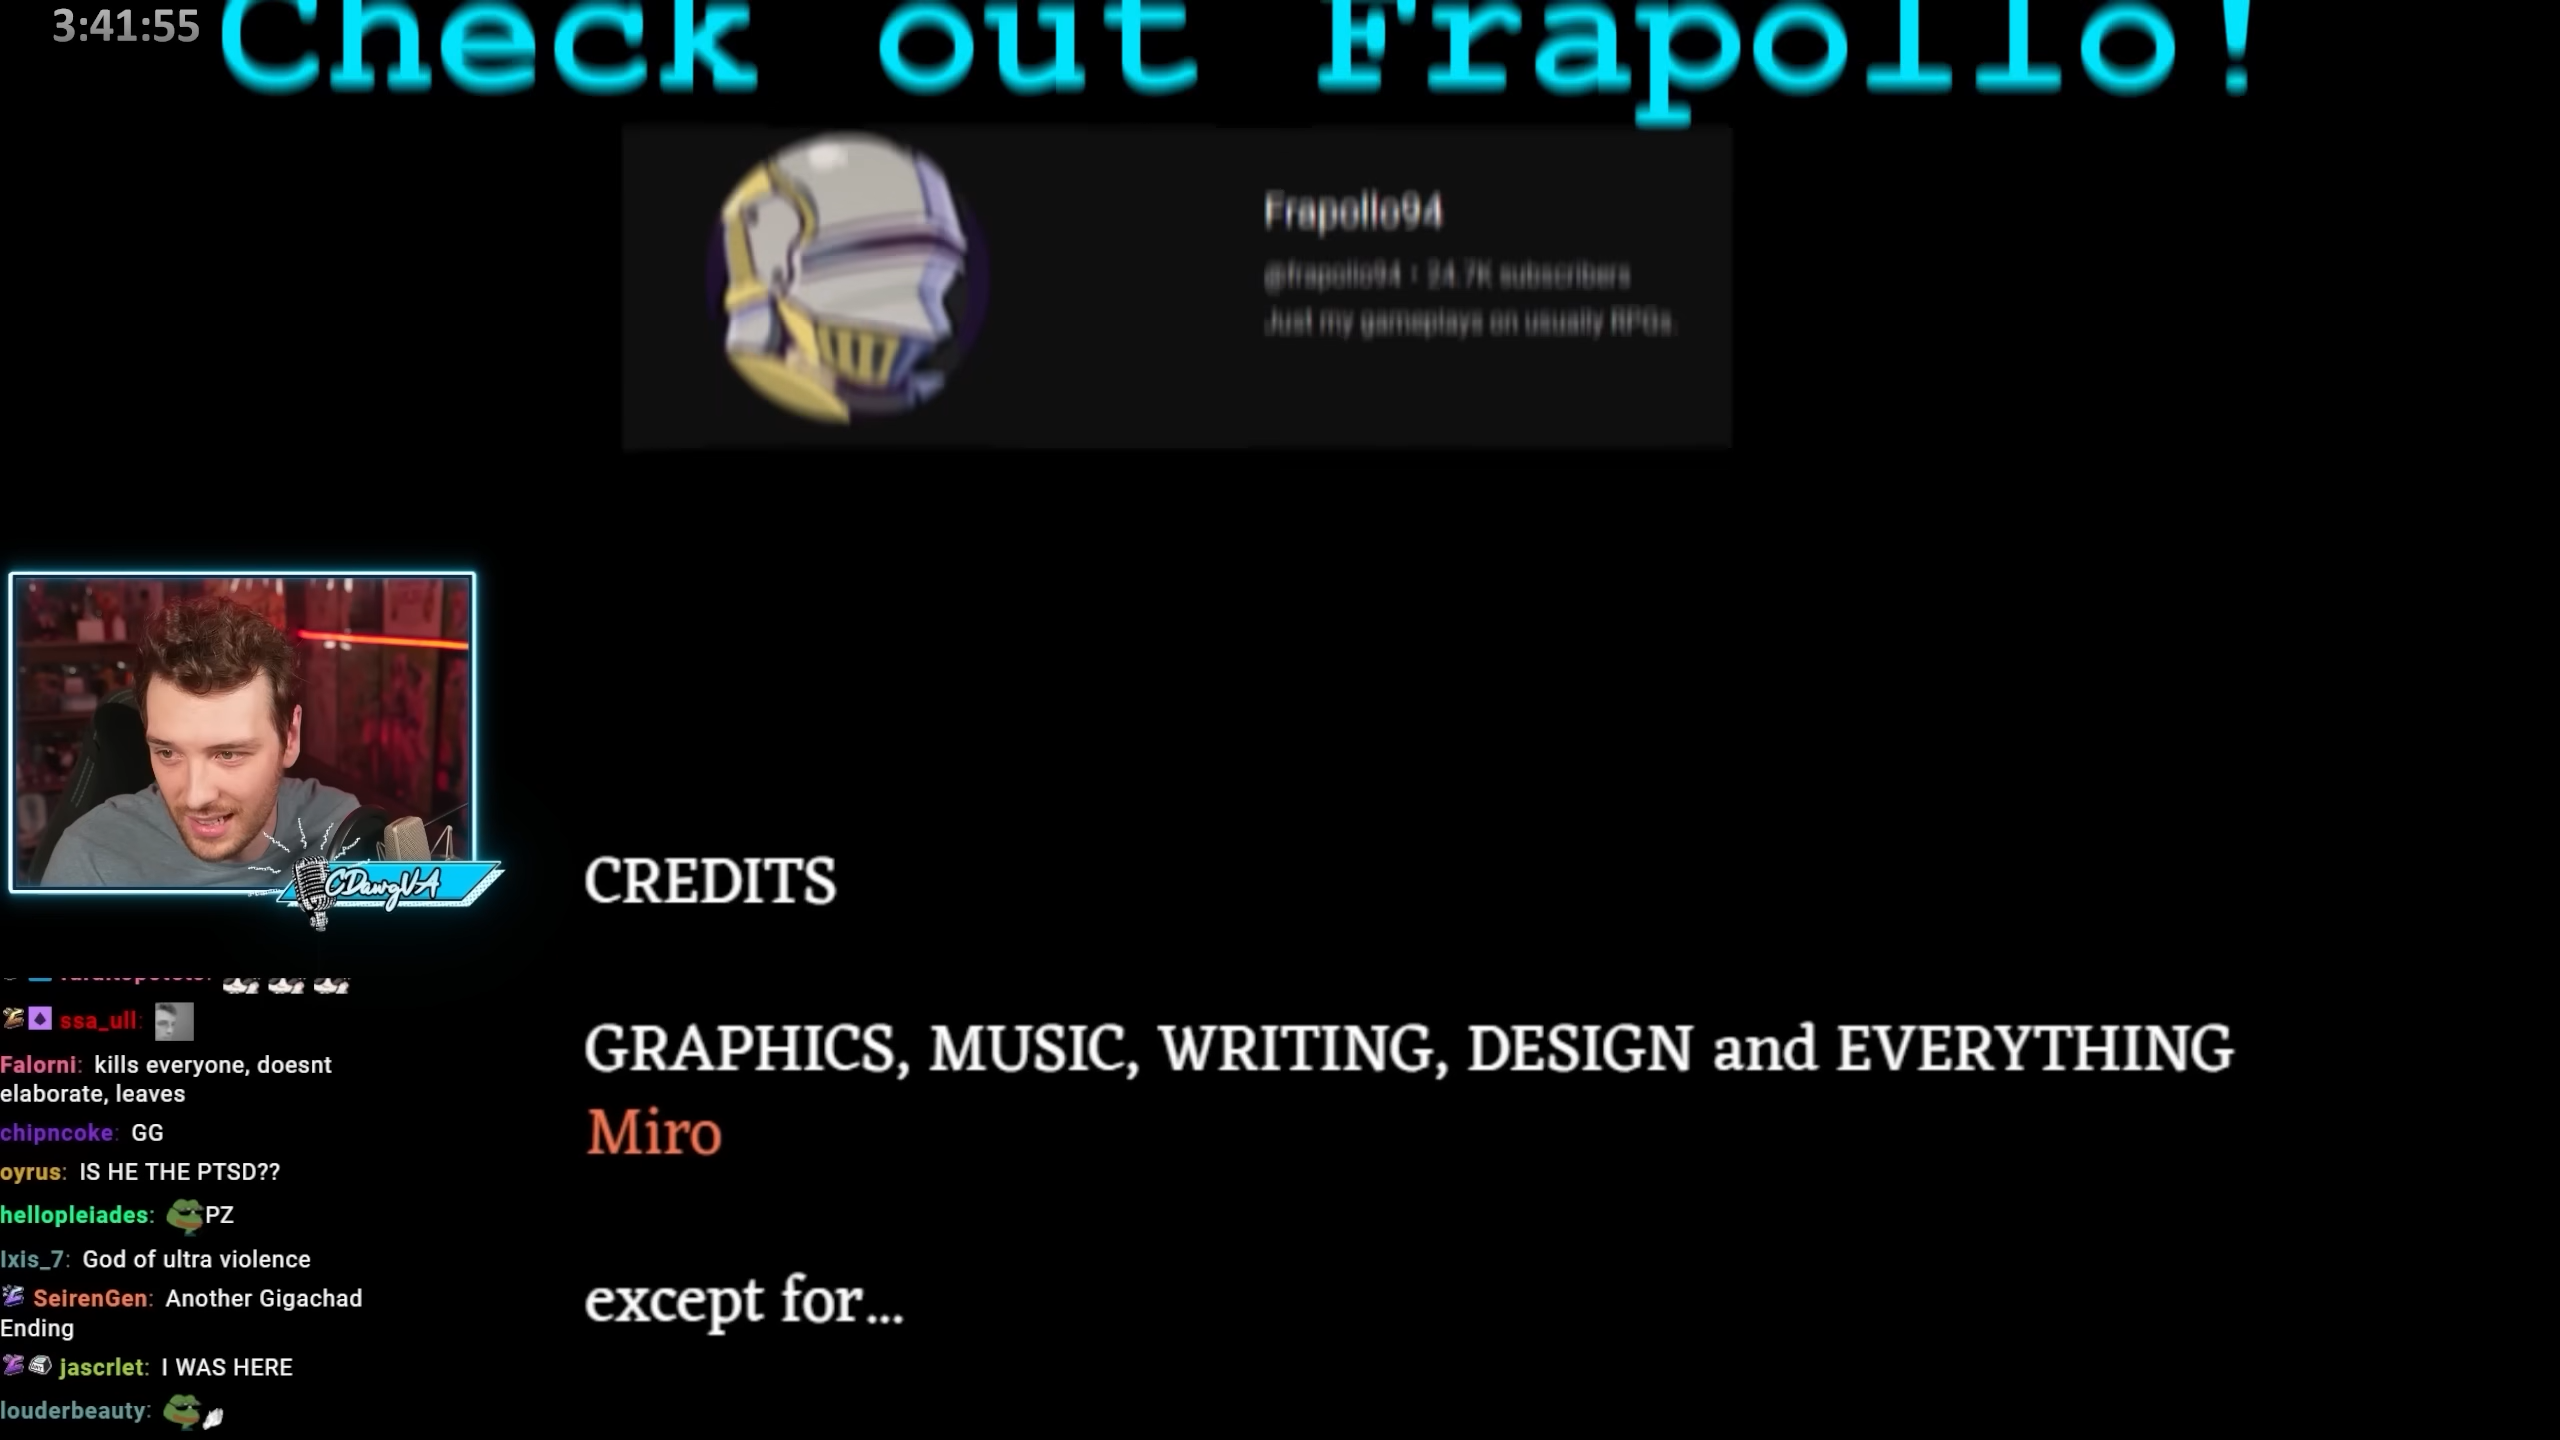 3:41:55
Check out Frapollo!
Frapollo94
@frapollo94 • 24.7K subscribers
Just my gameplays on usually RPGs.
CDawgVA
CREDITS
GRAPHICS, MUSIC, WRITING, DESIGN and EVERYTHING
Miro
except for...
ssa_ull:
Falorni: kills everyone, doesnt
elaborate, leaves
chipncoke: GG
oyrus: IS HE THE PTSD??
hellopleiades: PZ
Ixis_7: God of ultra violence
SeirenGen: Another Gigachad
Ending
jascrlet: I WAS HERE
louderbeauty: